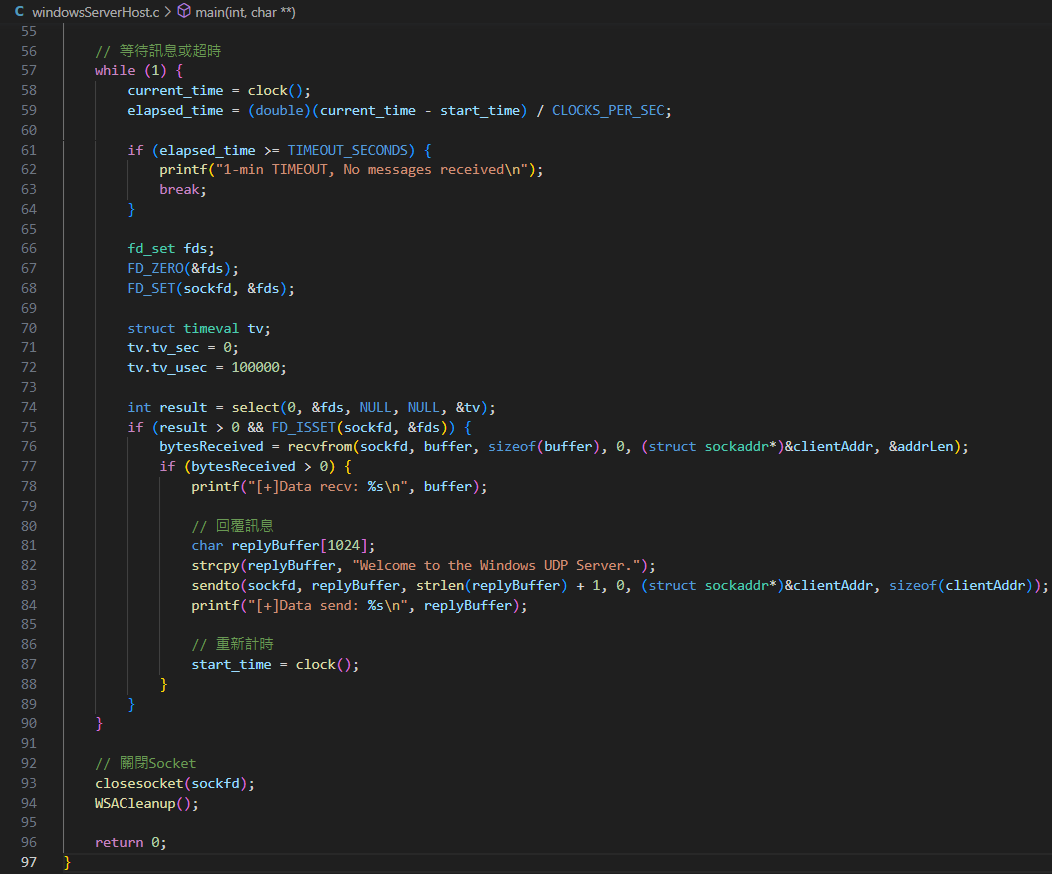 C windowsServerHost.c > main(int, char **)
55
56     // 等待訊息或超時
57     while (1) {
58         current_time = clock();
59         elapsed_time = (double)(current_time - start_time) / CLOCKS_PER_SEC;
60
61         if (elapsed_time >= TIMEOUT_SECONDS) {
62             printf("1-min TIMEOUT, No messages received\n");
63             break;
64         }
65
66         fd_set fds;
67         FD_ZERO(&fds);
68         FD_SET(sockfd, &fds);
69
70         struct timeval tv;
71         tv.tv_sec = 0;
72         tv.tv_usec = 100000;
73
74         int result = select(0, &fds, NULL, NULL, &tv);
75         if (result > 0 && FD_ISSET(sockfd, &fds)) {
76             bytesReceived = recvfrom(sockfd, buffer, sizeof(buffer), 0, (struct sockaddr*)&clientAddr, &addrLen);
77             if (bytesReceived > 0) {
78                 printf("[+]Data recv: %s\n", buffer);
79
80                 // 回覆訊息
81                 char replyBuffer[1024];
82                 strcpy(replyBuffer, "Welcome to the Windows UDP Server.");
83                 sendto(sockfd, replyBuffer, strlen(replyBuffer) + 1, 0, (struct sockaddr*)&clientAddr, sizeof(clientAddr));
84                 printf("[+]Data send: %s\n", replyBuffer);
85
86                 // 重新計時
87                 start_time = clock();
88             }
89         }
90     }
91
92     // 關閉Socket
93     closesocket(sockfd);
94     WSACleanup();
95
96     return 0;
97 }